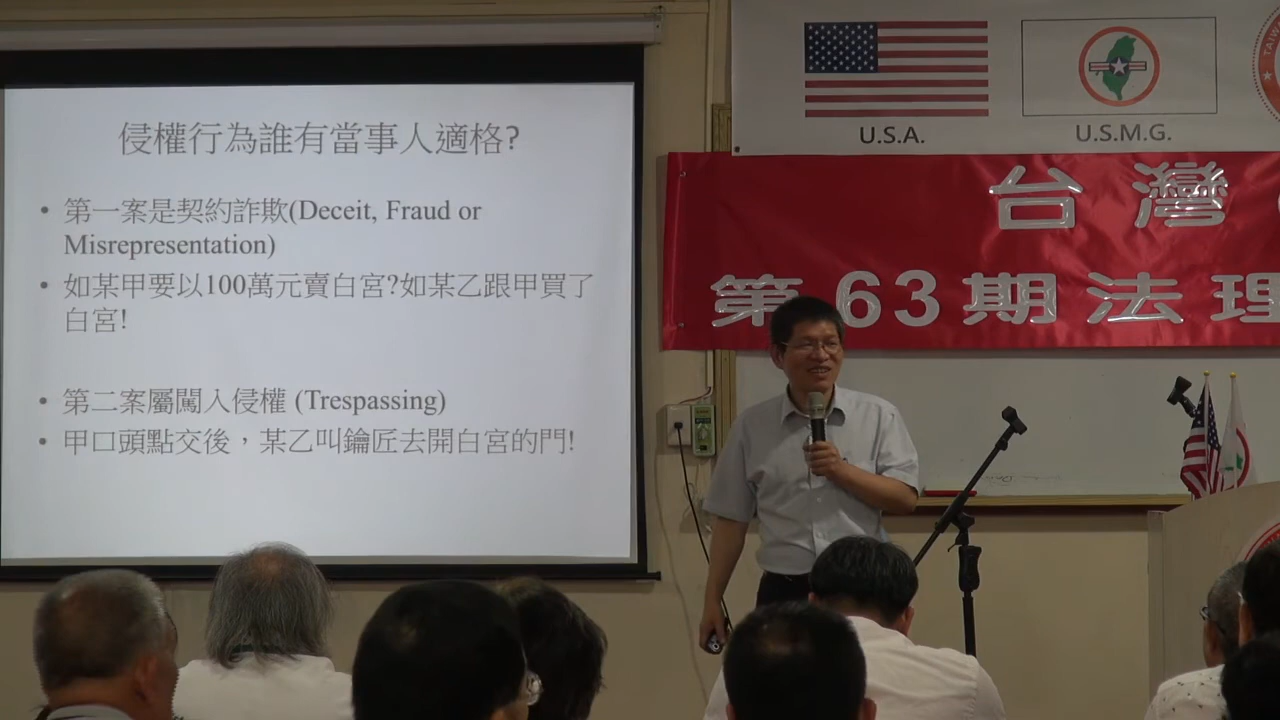 侵權行為誰有當事人適格?
• 第一案是契約詐欺(Deceit, Fraud or
Misrepresentation)
• 如某甲要以100萬元賣白宮?如某乙跟甲買了
白宮!
• 第二案屬闖入侵權 (Trespassing)
• 甲口頭點交後，某乙叫鑰匠去開白宮的門!
U.S.A.
U.S.M.G.
台灣
第63期法理